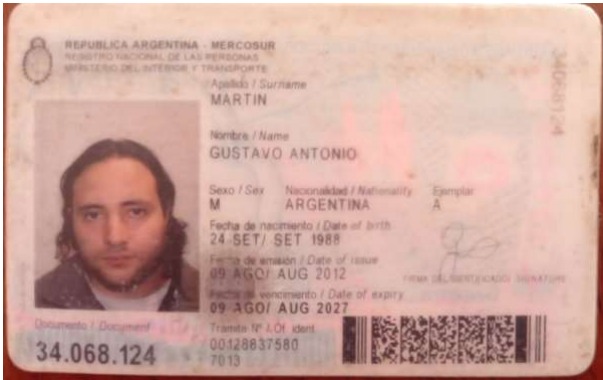 REPUBLICA ARGENTINA - MERCOSUR
REGISTRO NACIONAL DE LAS PERSONAS
MINISTERIO DEL INTERIOR Y TRANSPORTE
Apellido / Surname
MARTIN
Nombre / Name
GUSTAVO ANTONIO
Sexo / Sex Nacionalidad / Nationality Ejemplar
M ARGENTINA A
Fecha de nacimiento / Date of birth
24 SET/ SET 1988
Fecha de emisión / Date of issue
09 AGO/ AUG 2012
FIRMA DEL IDENTIFICADO/ SIGNATURE
Fecha de vencimiento / Date of expiry
09 AGO/ AUG 2027
Documento / Document
34.068.124
Tramite Nº /.Of. ident.
00128837580
7013
34068124